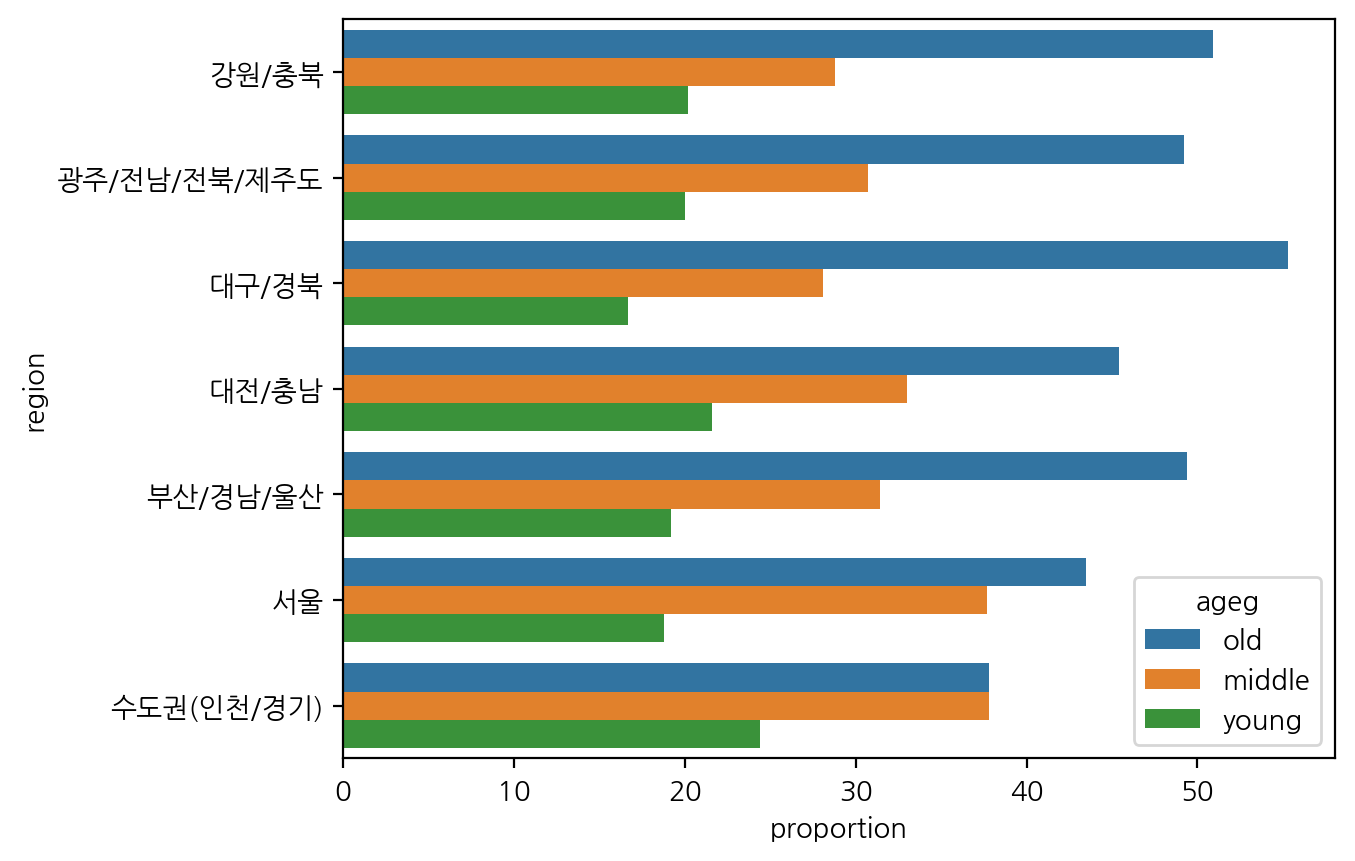 강원/충북
광주/전남/전북/제주도
대구/경북
대전/충남
부산/경남/울산
서울
수도권(인천/경기)
region
0 10 20 30 40 50
proportion
ageg
old
middle
young